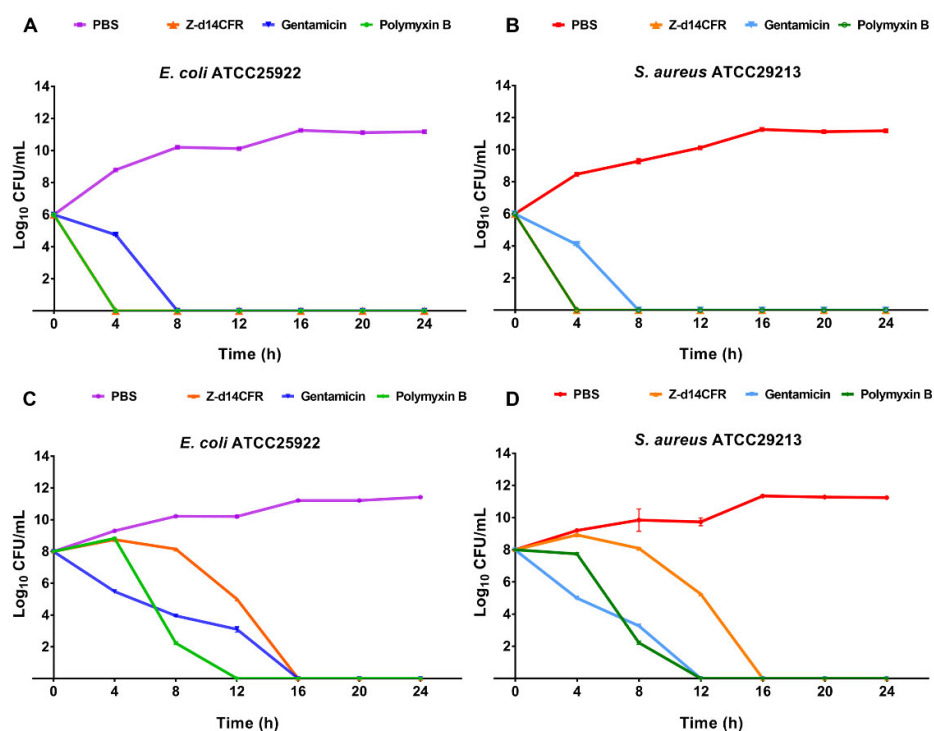 A
PBS Z-d14CFR Gentamicin Polymyxin B
E. coli ATCC25922
Log10 CFU/mL
14
12
10
8
6
4
2
0 4 8 12 16 20 24
Time (h)
B
PBS Z-d14CFR Gentamicin Polymyxin B
S. aureus ATCC29213
Log10 CFU/mL
14
12
10
8
6
4
2
0 4 8 12 16 20 24
Time (h)
C
PBS Z-d14CFR Gentamicin Polymyxin B
E. coli ATCC25922
Log10 CFU/mL
14
12
10
8
6
4
2
0 4 8 12 16 20 24
Time (h)
D
PBS Z-d14CFR Gentamicin Polymyxin B
S. aureus ATCC29213
Log10 CFU/mL
14
12
10
8
6
4
2
0 4 8 12 16 20 24
Time (h)